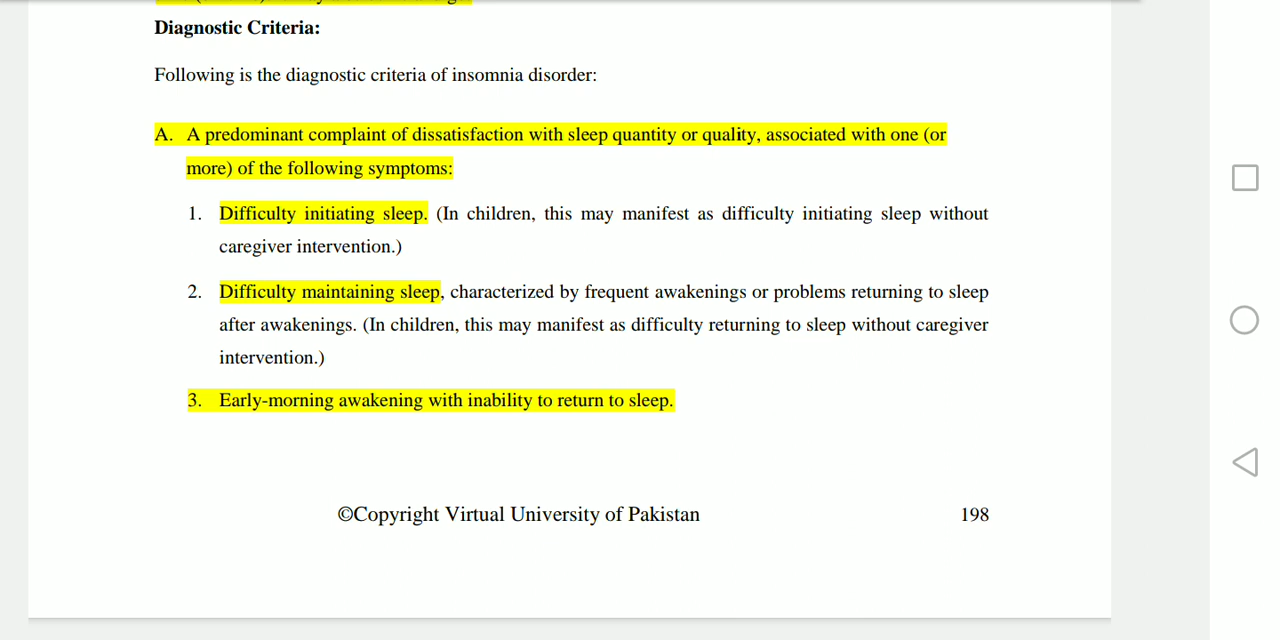 Diagnostic Criteria:
Following is the diagnostic criteria of insomnia disorder:
A. A predominant complaint of dissatisfaction with sleep quantity or quality, associated with one (or
more) of the following symptoms:
1. Difficulty initiating sleep. (In children, this may manifest as difficulty initiating sleep without
caregiver intervention.)
2. Difficulty maintaining sleep, characterized by frequent awakenings or problems returning to sleep
after awakenings. (In children, this may manifest as difficulty returning to sleep without caregiver
intervention.)
3. Early-morning awakening with inability to return to sleep.
©Copyright Virtual University of Pakistan 198